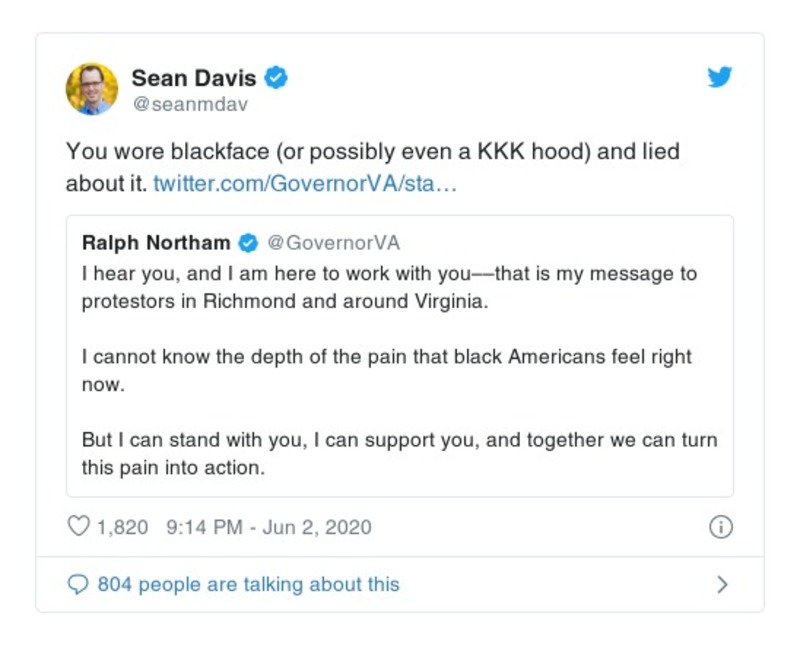 Sean Davis
@seanmdav
You wore blackface (or possibly even a KKK hood) and lied
about it. twitter.com/GovernorVA/sta…
Ralph Northam @GovernorVA
I hear you, and I am here to work with you––that is my message to
protestors in Richmond and around Virginia.
I cannot know the depth of the pain that black Americans feel right
now.
But I can stand with you, I can support you, and together we can turn
this pain into action.
1,820 9:14 PM - Jun 2, 2020
804 people are talking about this